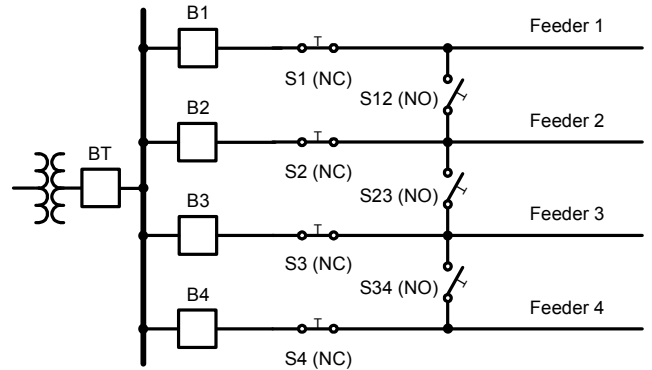 B1
Feeder 1
S1 (NC)
S12 (NO)
B2
Feeder 2
BT
S2 (NC)
S23 (NO)
B3
Feeder 3
S3 (NC)
S34 (NO)
B4
Feeder 4
S4 (NC)